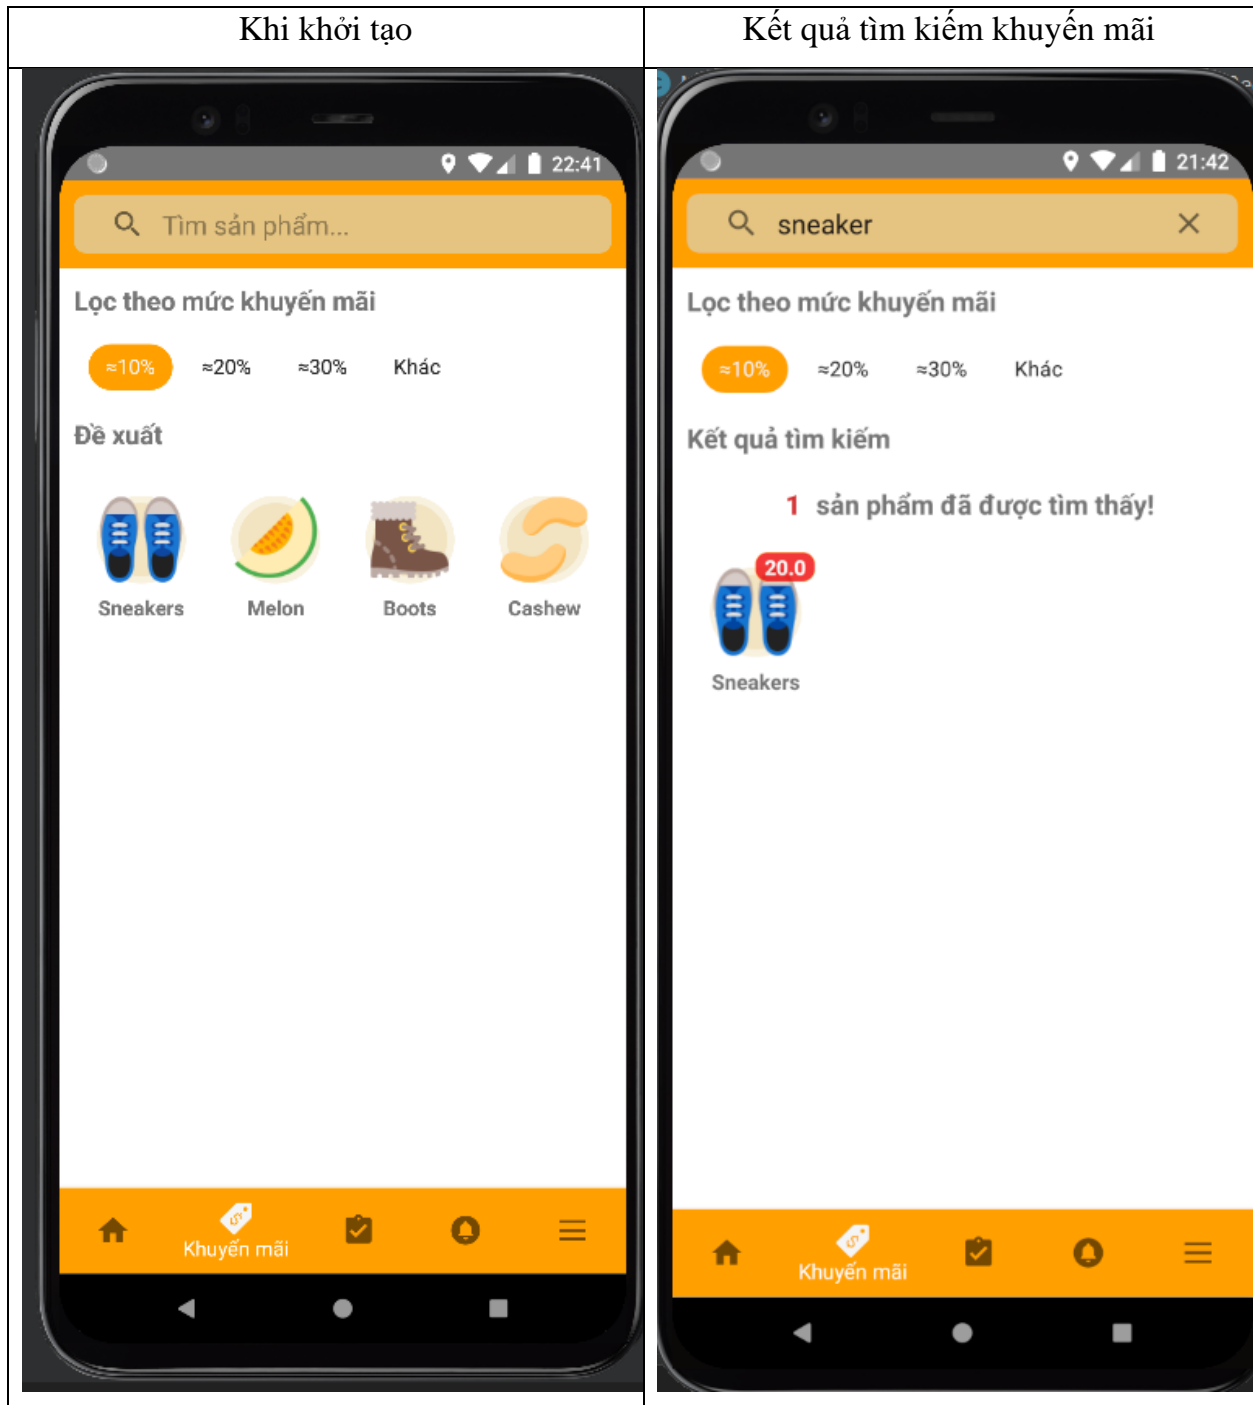 Khi khởi tạo
Kết quả tìm kiếm khuyến mãi
22:41
Tìm sản phẩm...
Lọc theo mức khuyến mãi
≈10% ≈20% ≈30% Khác
Đề xuất
Sneakers Melon Boots Cashew
Khuyến mãi
21:42
sneaker
Lọc theo mức khuyến mãi
≈10% ≈20% ≈30% Khác
Kết quả tìm kiếm
1 sản phẩm đã được tìm thấy!
20.0
Sneakers
Khuyến mãi